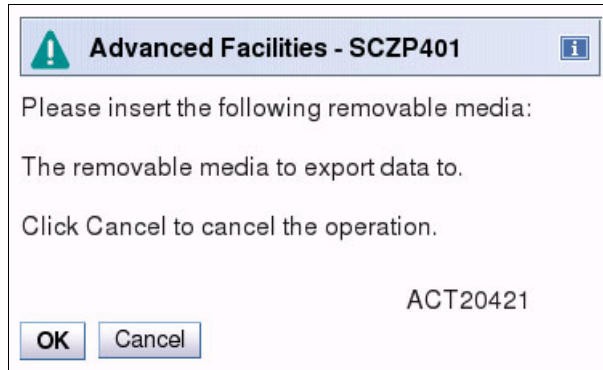 Advanced Facilities - SCZP401
i
Please insert the following removable media:
The removable media to export data to.
Click Cancel to cancel the operation.
ACT20421
OK Cancel